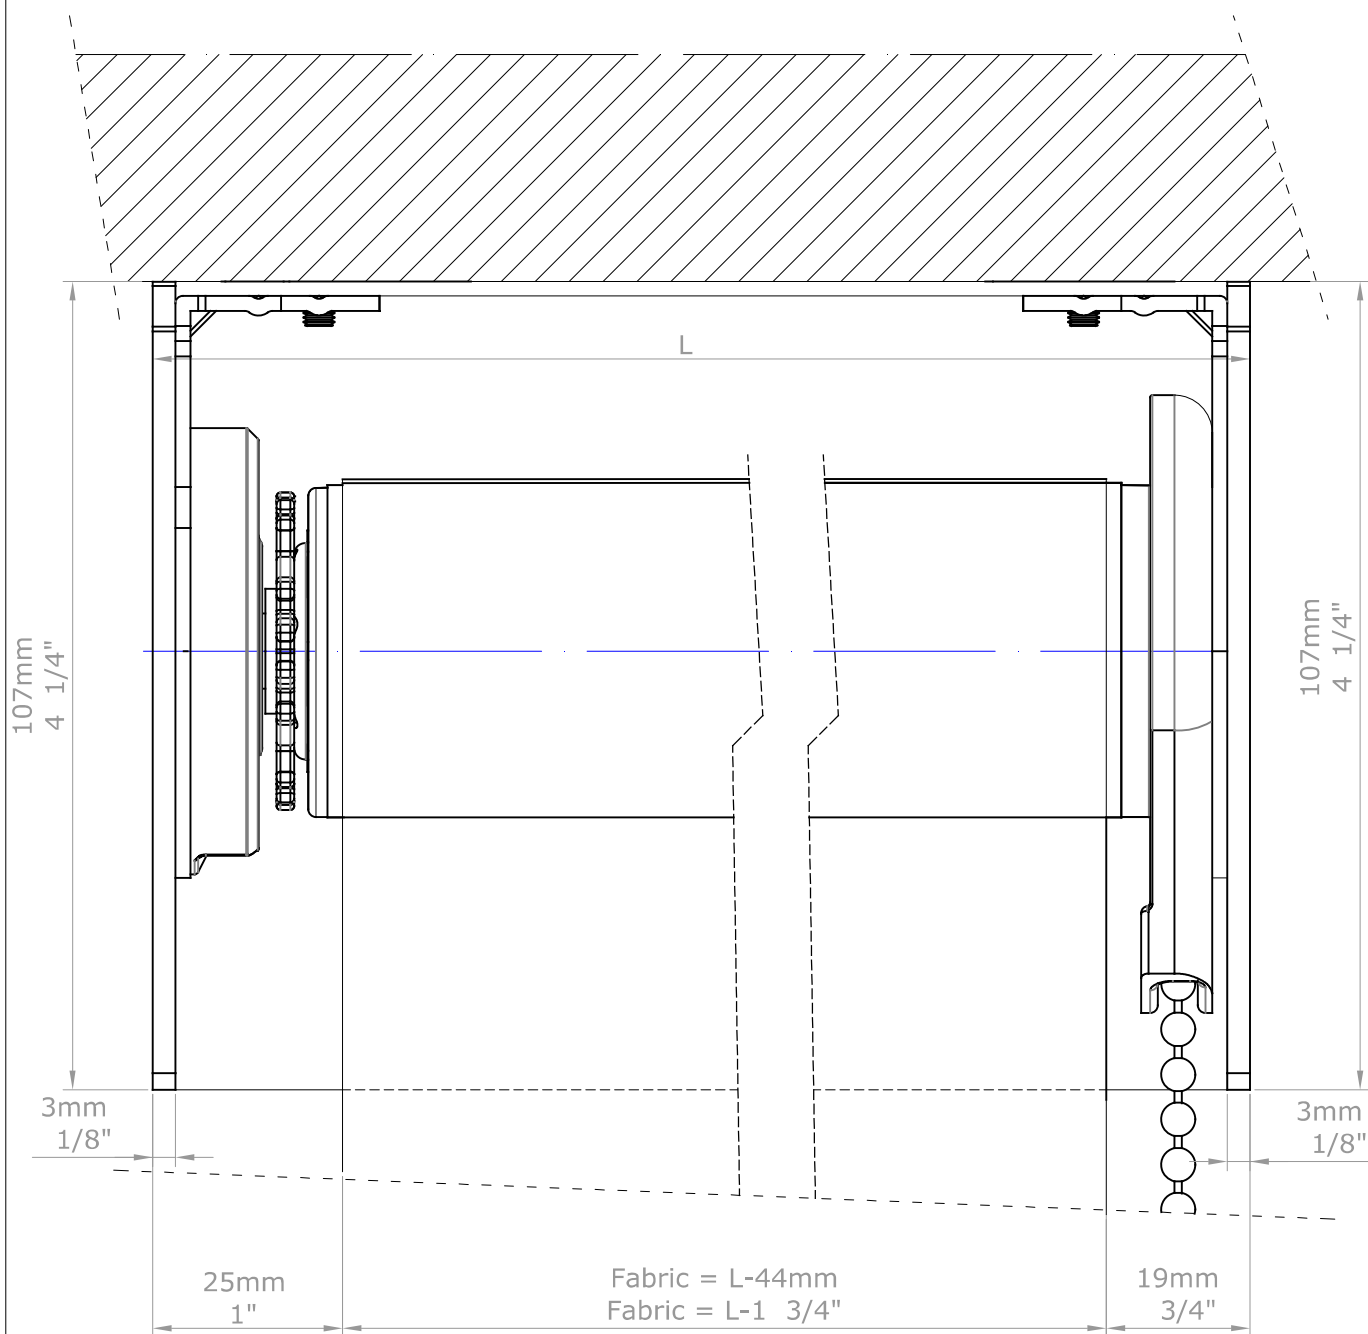 L
107mm
4 1/4"
107mm
4 1/4"
3mm
1/8"
3mm
1/8"
25mm
1"
Fabric = L-44mm
Fabric = L-1 3/4"
19mm
3/4"